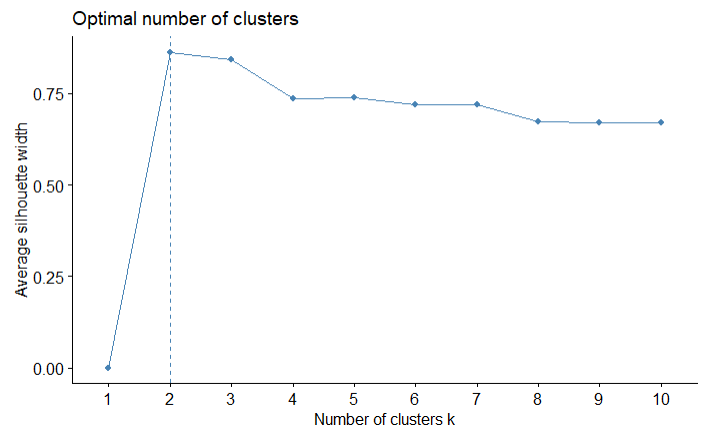 Optimal number of clusters
Average silhouette width
0.75
0.50
0.25
0.00
1 2 3 4 5 6 7 8 9 10
Number of clusters k